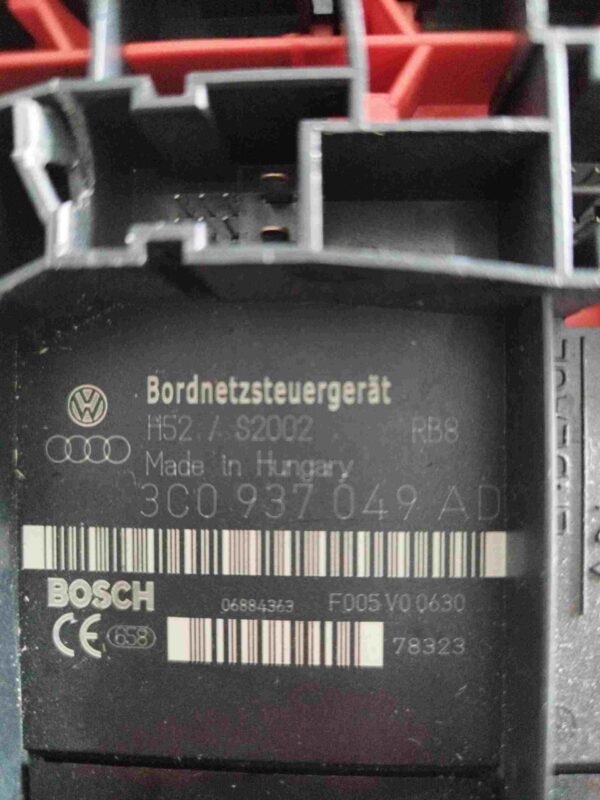 Bordnetzsteuergerät
H52 / S2002 RB8
Made in Hungary
3C0 937 049 AD
BOSCH 06884363 F005 V0 0630
CE 658 78323